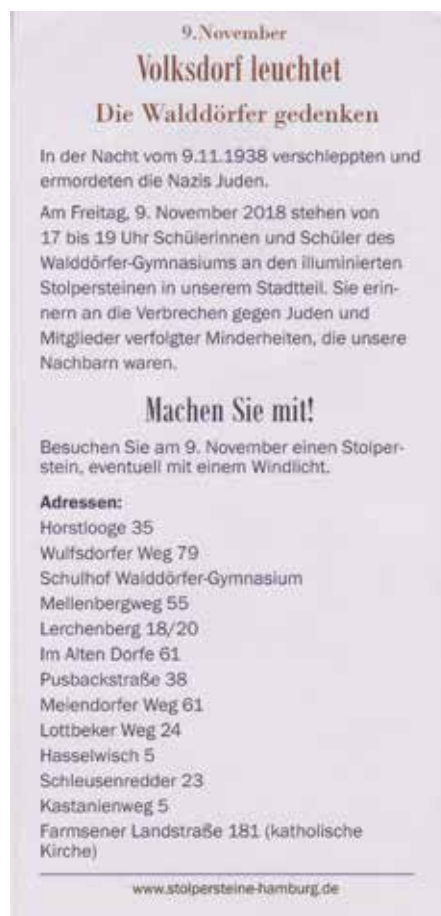 9.November
Volksdorf leuchtet
Die Walddörfer gedenken
In der Nacht vom 9.11.1938 verschleppten und
ermordeten die Nazis Juden.
Am Freitag, 9. November 2018 stehen von
17 bis 19 Uhr Schülerinnen und Schüler des
Walddörfer-Gymnasiums an den illuminierten
Stolpersteinen in unserem Stadtteil. Sie erin-
nern an die Verbrechen gegen Juden und
Mitglieder verfolgter Minderheiten, die unsere
Nachbarn waren.
Machen Sie mit!
Besuchen Sie am 9. November einen Stolper-
stein, eventuell mit einem Windlicht.
Adressen:
Horstlooge 35
Wulfsdorfer Weg 79
Schulhof Walddörfer-Gymnasium
Mellenbergweg 55
Lerchenberg 18/20
Im Alten Dorfe 61
Pusbackstraße 38
Meiendorfer Weg 61
Lottbeker Weg 24
Hasselwisch 5
Schleusenredder 23
Kastanienweg 5
Farmsener Landstraße 181 (katholische
Kirche)
www.stolpersteine-hamburg.de